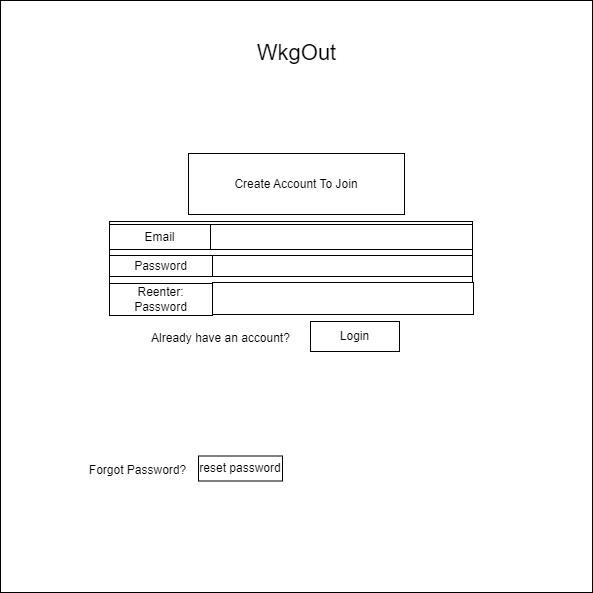 WkgOut
Create Account To Join
Email
Password
Reenter:
Password
Already have an account?
Login
Forgot Password?
reset password